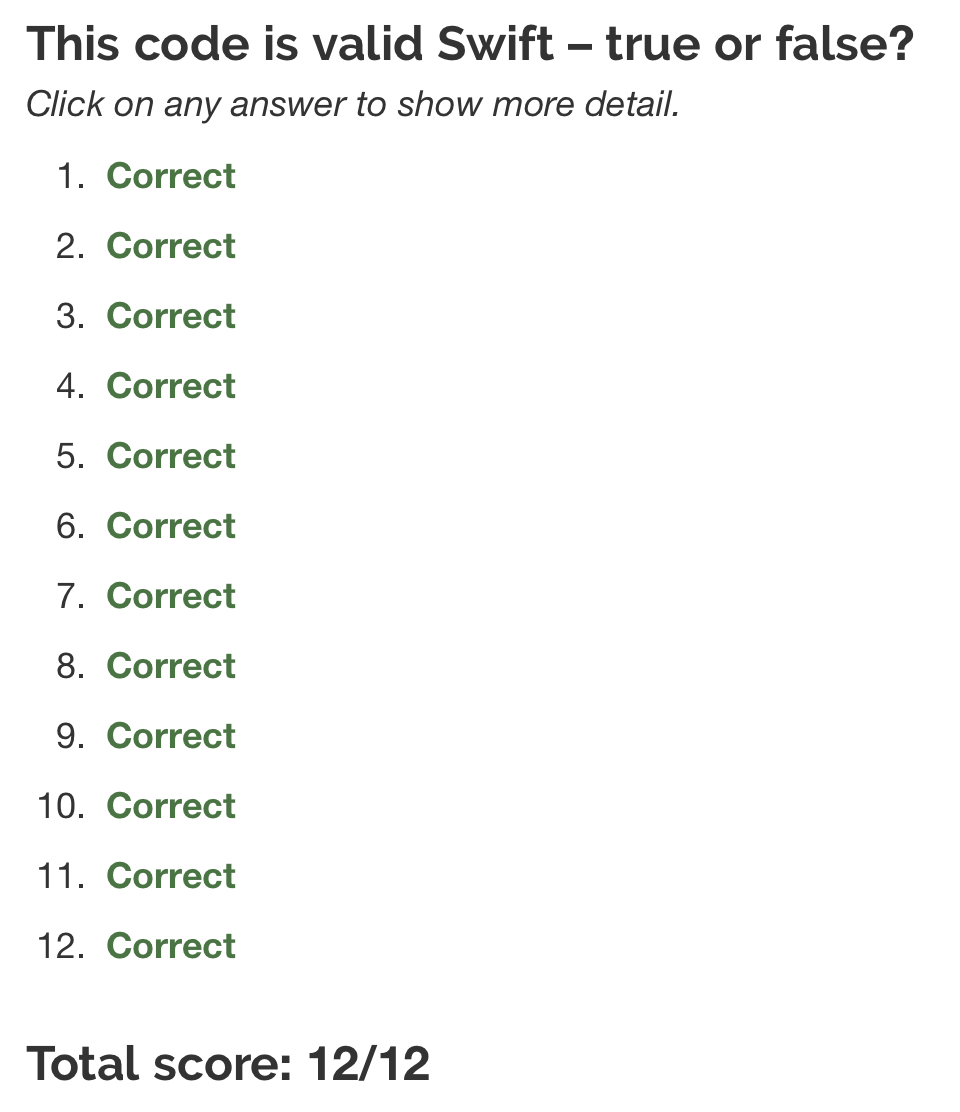 This code is valid Swift – true or false?
Click on any answer to show more detail.
1. Correct
2. Correct
3. Correct
4. Correct
5. Correct
6. Correct
7. Correct
8. Correct
9. Correct
10. Correct
11. Correct
12. Correct
Total score: 12/12